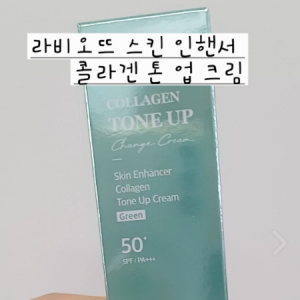 라비오뜨 스킨 인핸서
콜라겐 톤 업 크림
COLLAGEN
TONE UP
Change Cream
Skin Enhancer
Collagen
Tone Up Cream
Green
50+
SPF/PA+++